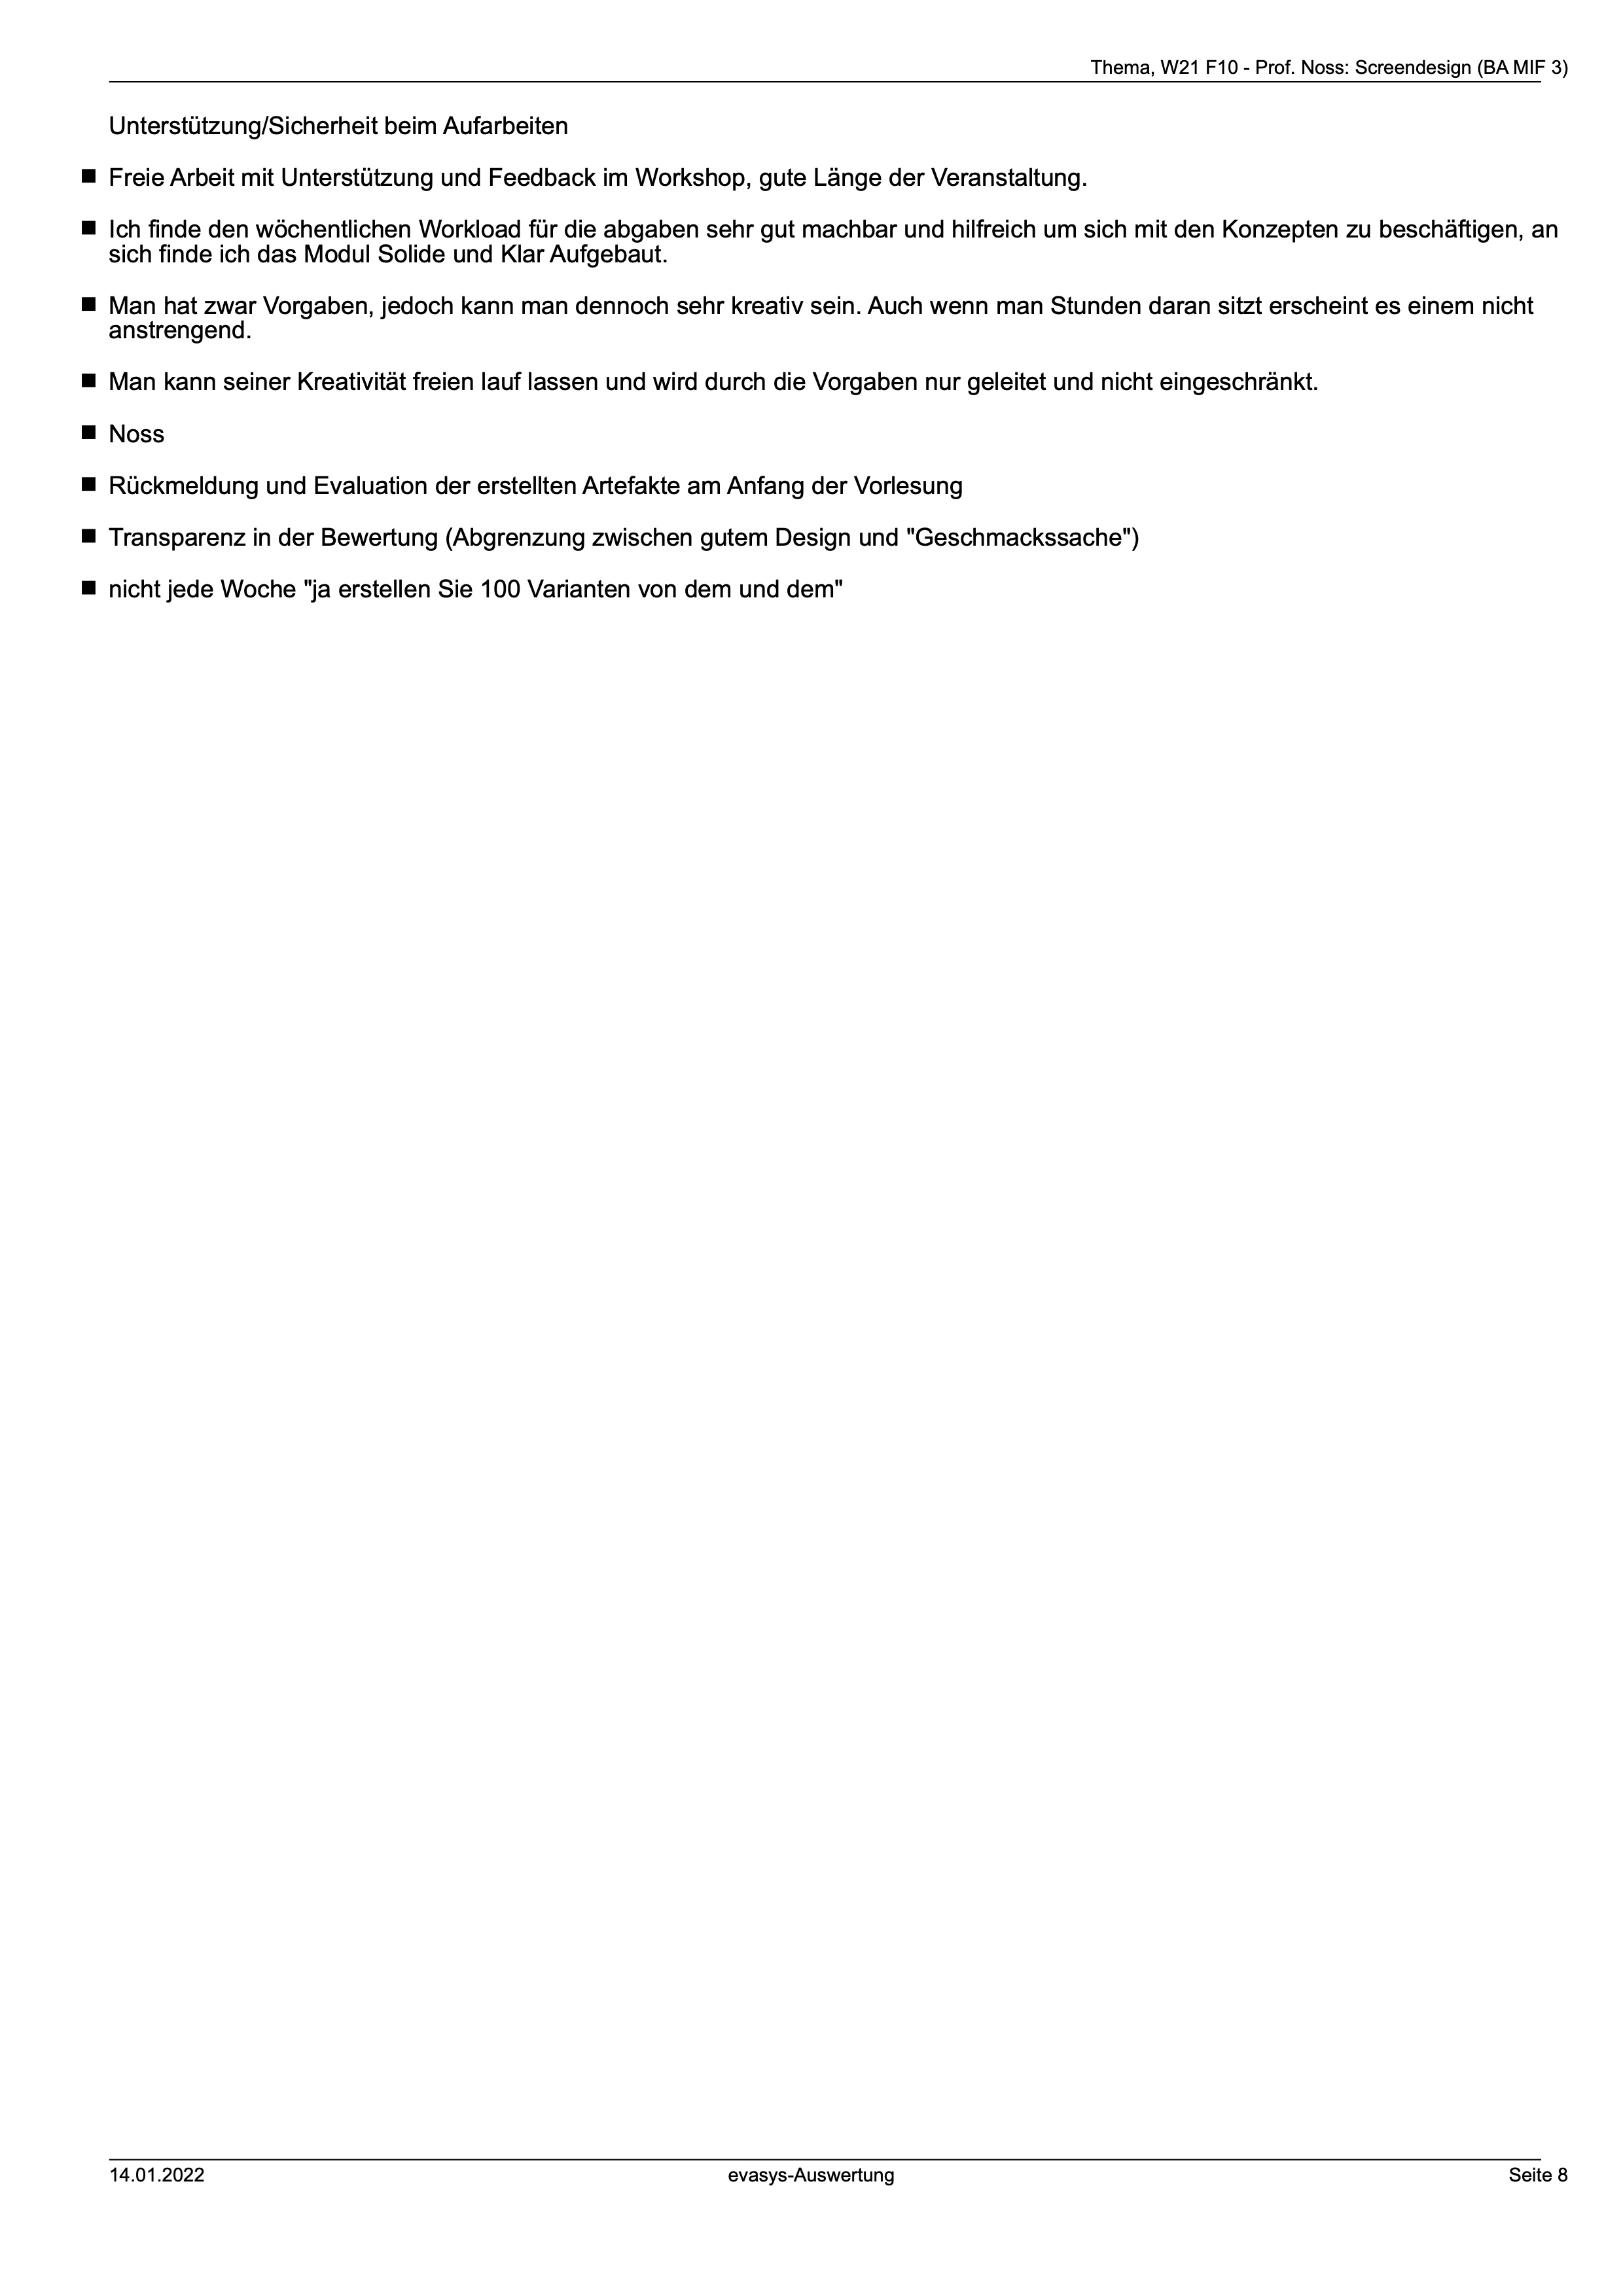 Thema, W21 F10 - Prof. Noss: Screendesign (BA MIF 3)
Unterstützung/Sicherheit beim Aufarbeiten
Freie Arbeit mit Unterstützung und Feedback im Workshop, gute Länge der Veranstaltung.
Ich finde den wöchentlichen Workload für die abgaben sehr gut machbar und hilfreich um sich mit den Konzepten zu beschäftigen, an
sich finde ich das Modul Solide und Klar Aufgebaut.
Man hat zwar Vorgaben, jedoch kann man dennoch sehr kreativ sein. Auch wenn man Stunden daran sitzt erscheint es einem nicht
anstrengend.
Man kann seiner Kreativität freien lauf lassen und wird durch die Vorgaben nur geleitet und nicht eingeschränkt.
Noss
Rückmeldung und Evaluation der erstellten Artefakte am Anfang der Vorlesung
Transparenz in der Bewertung (Abgrenzung zwischen gutem Design und "Geschmackssache")
nicht jede Woche "ja erstellen Sie 100 Varianten von dem und dem"
14.01.2022 evasys-Auswertung Seite 8